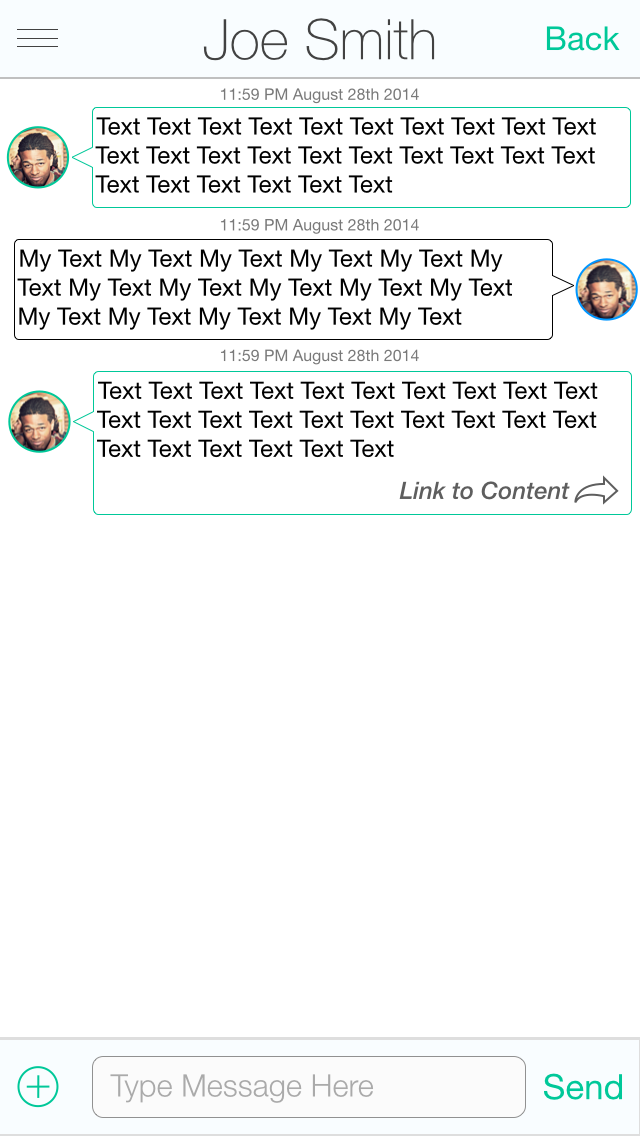 Joe Smith
Back
11:59 PM August 28th 2014
Text Text Text Text Text Text Text Text Text Text
Text Text Text Text Text Text Text Text Text Text
Text Text Text Text Text Text
11:59 PM August 28th 2014
My Text My Text My Text My Text My Text My
Text My Text My Text My Text My Text My Text
My Text My Text My Text My Text My Text
11:59 PM August 28th 2014
Text Text Text Text Text Text Text Text Text Text
Text Text Text Text Text Text Text Text Text Text
Text Text Text Text Text Text
Link to Content
Type Message Here
Send